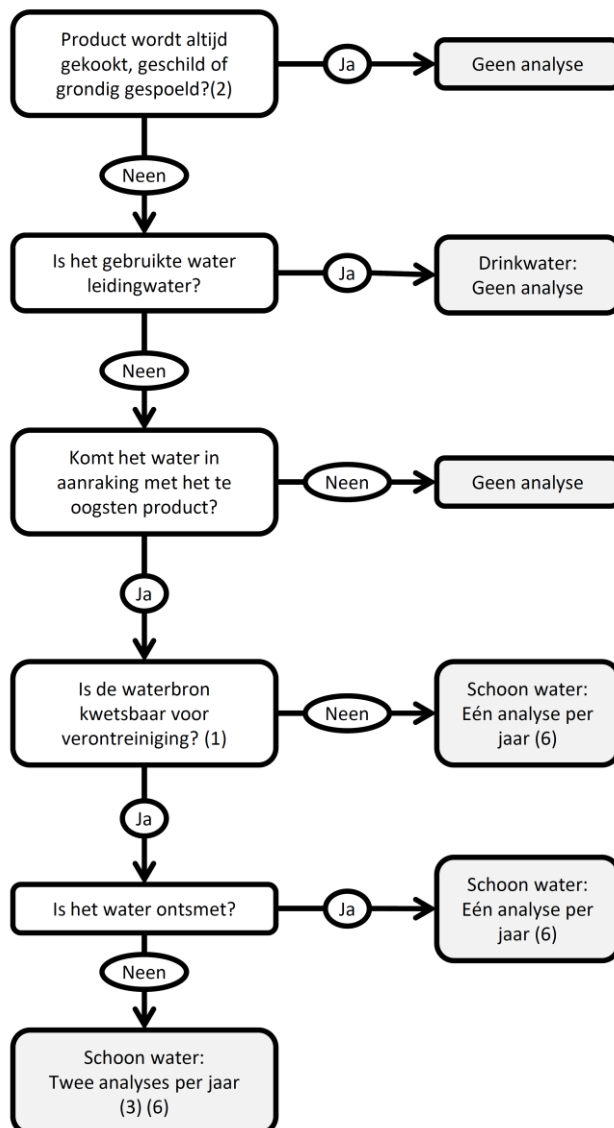 Product wordt altijd
gekookt, geschild of
grondig gespoeld?(2)
Ja
Geen analyse
Neen
Is het gebruikte water
leidingwater?
Ja
Drinkwater:
Geen analyse
Neen
Komt het water in
aanraking met het te
oogsten product?
Neen
Geen analyse
Ja
Is de waterbron
kwetsbaar voor
verontreiniging? (1)
Neen
Schoon water:
Eén analyse per
jaar (6)
Ja
Is het water ontsmet?
Ja
Schoon water:
Eén analyse per
jaar (6)
Neen
Schoon water:
Twee analyses per jaar
(3) (6)